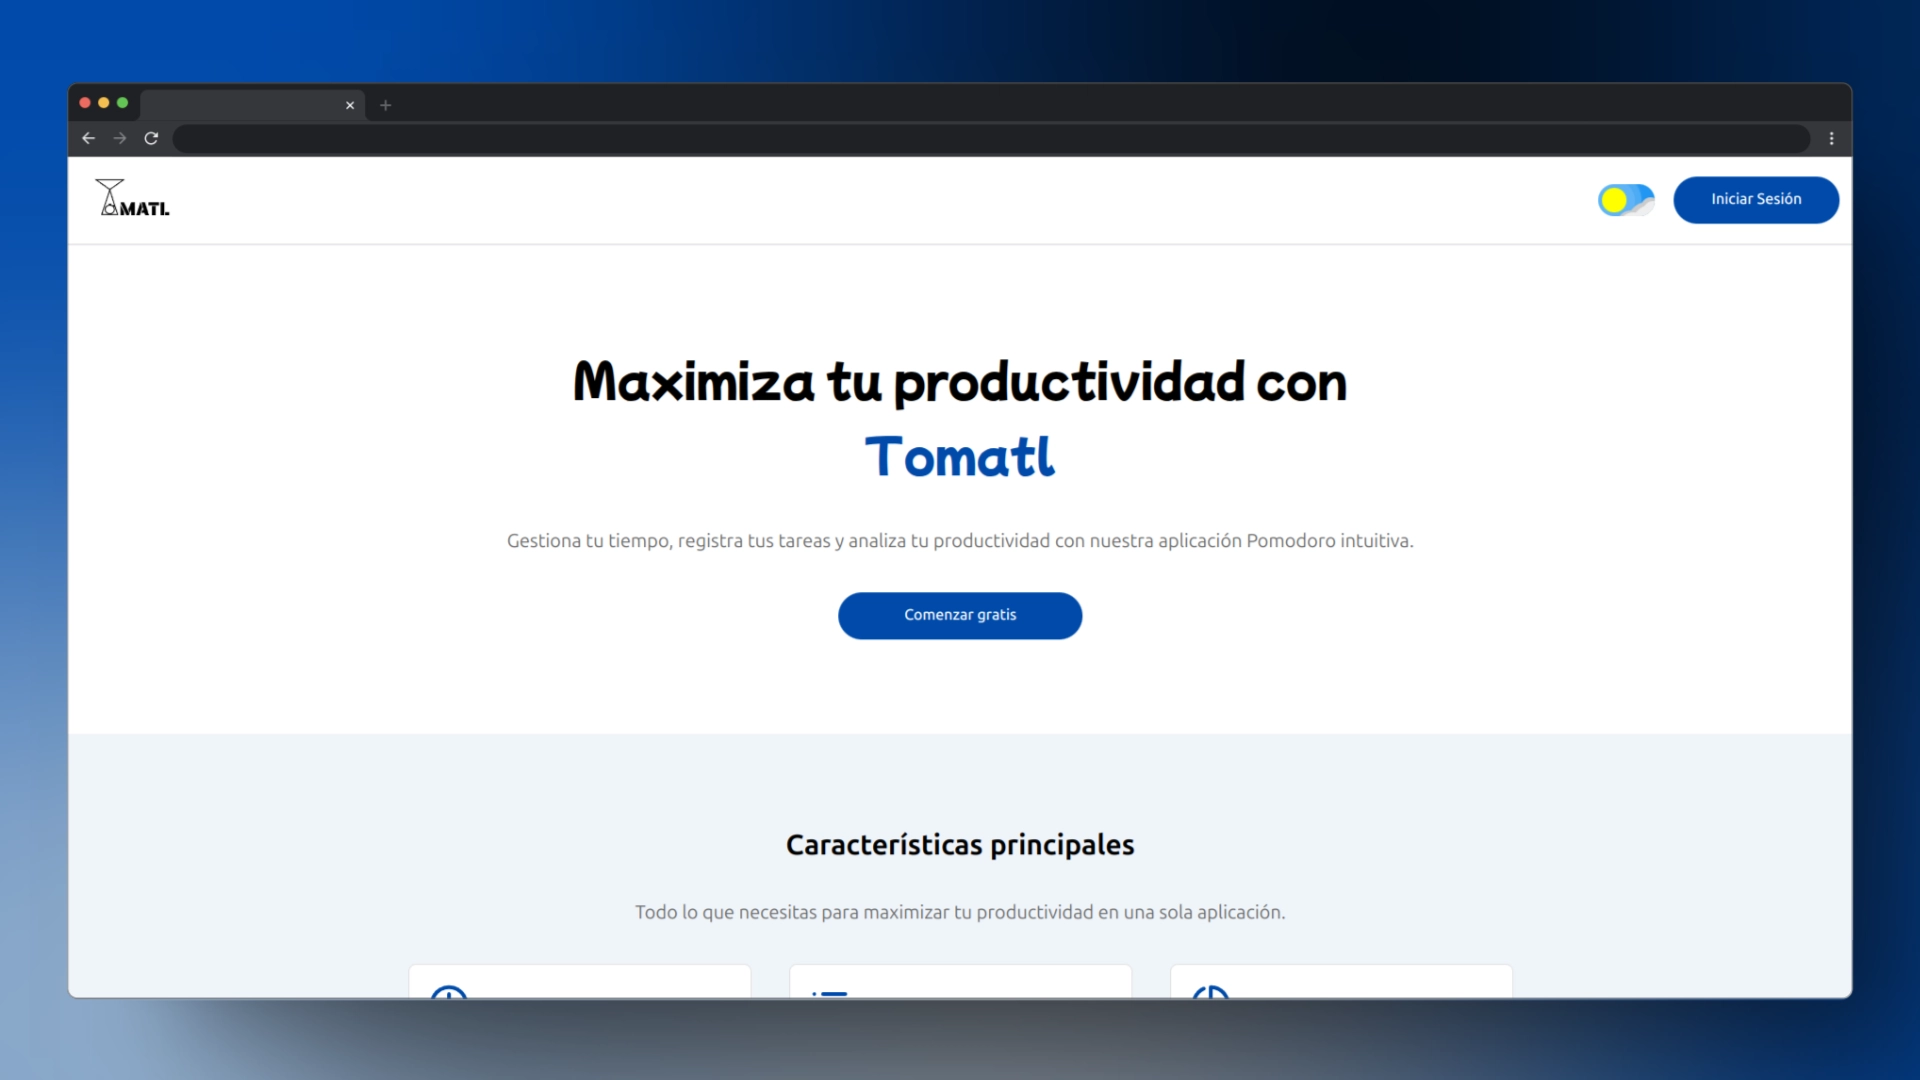 TOMATL
Iniciar Sesión
Maximiza tu productividad con
Tomatl
Gestiona tu tiempo, registra tus tareas y analiza tu productividad con nuestra aplicación Pomodoro intuitiva.
Comenzar gratis
Características principales
Todo lo que necesitas para maximizar tu productividad en una sola aplicación.